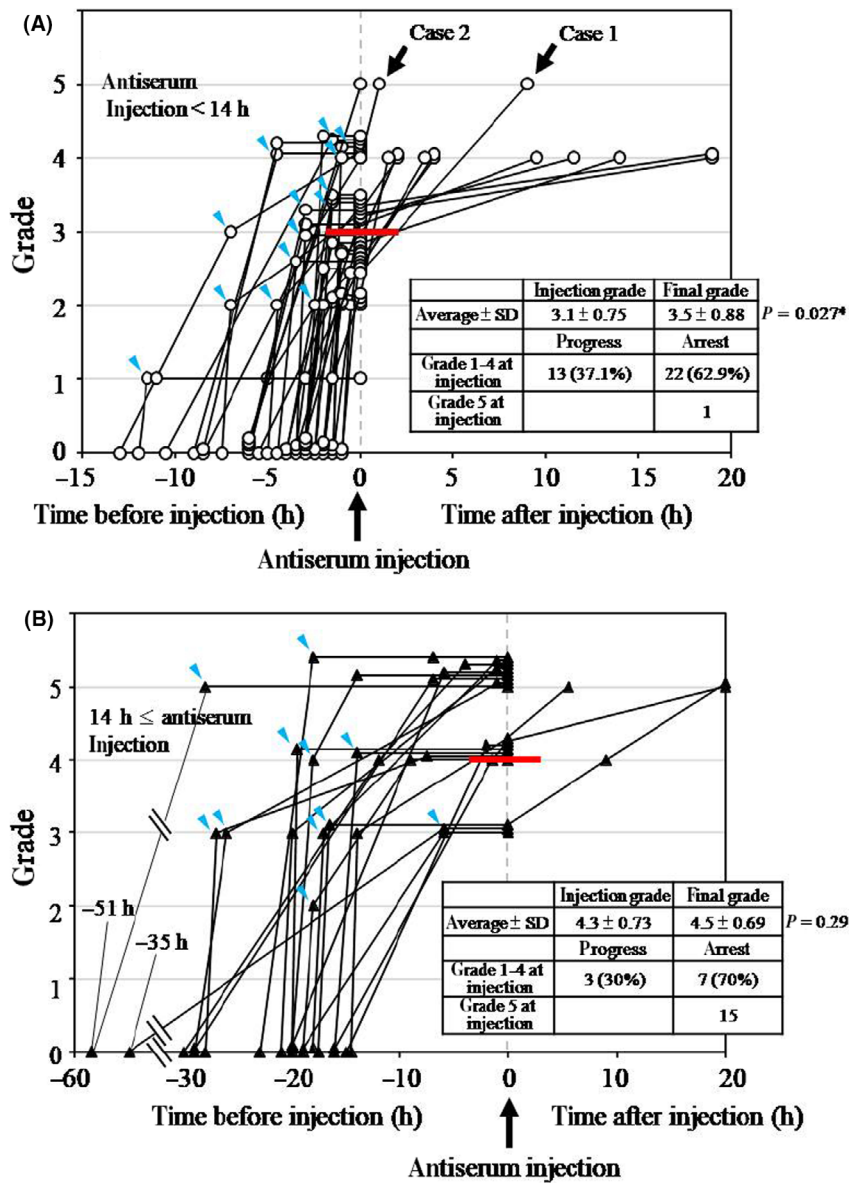 (A)
Case 2
Case 1
Antiserum
Injection < 14 h
5
4
3
2
1
0
Grade
Injection grade Final grade
Average ± SD 3.1 ± 0.75 3.5 ± 0.88 P = 0.027*
Progress Arrest
Grade 1–4 at injection 13 (37.1%) 22 (62.9%)
Grade 5 at injection 1
−15 −10 −5 0 5 10 15 20
Time before injection (h) Time after injection (h)
Antiserum injection
(B)
14 h ≤ antiserum
Injection
5
4
3
2
1
0
Grade
−51 h
−35 h
Injection grade Final grade
Average ± SD 4.3 ± 0.73 4.5 ± 0.69 P = 0.29
Progress Arrest
Grade 1–4 at injection 3 (30%) 7 (70%)
Grade 5 at injection 15
−60 −30 −20 −10 0 10 20
Time before injection (h) Time after injection (h)
Antiserum injection